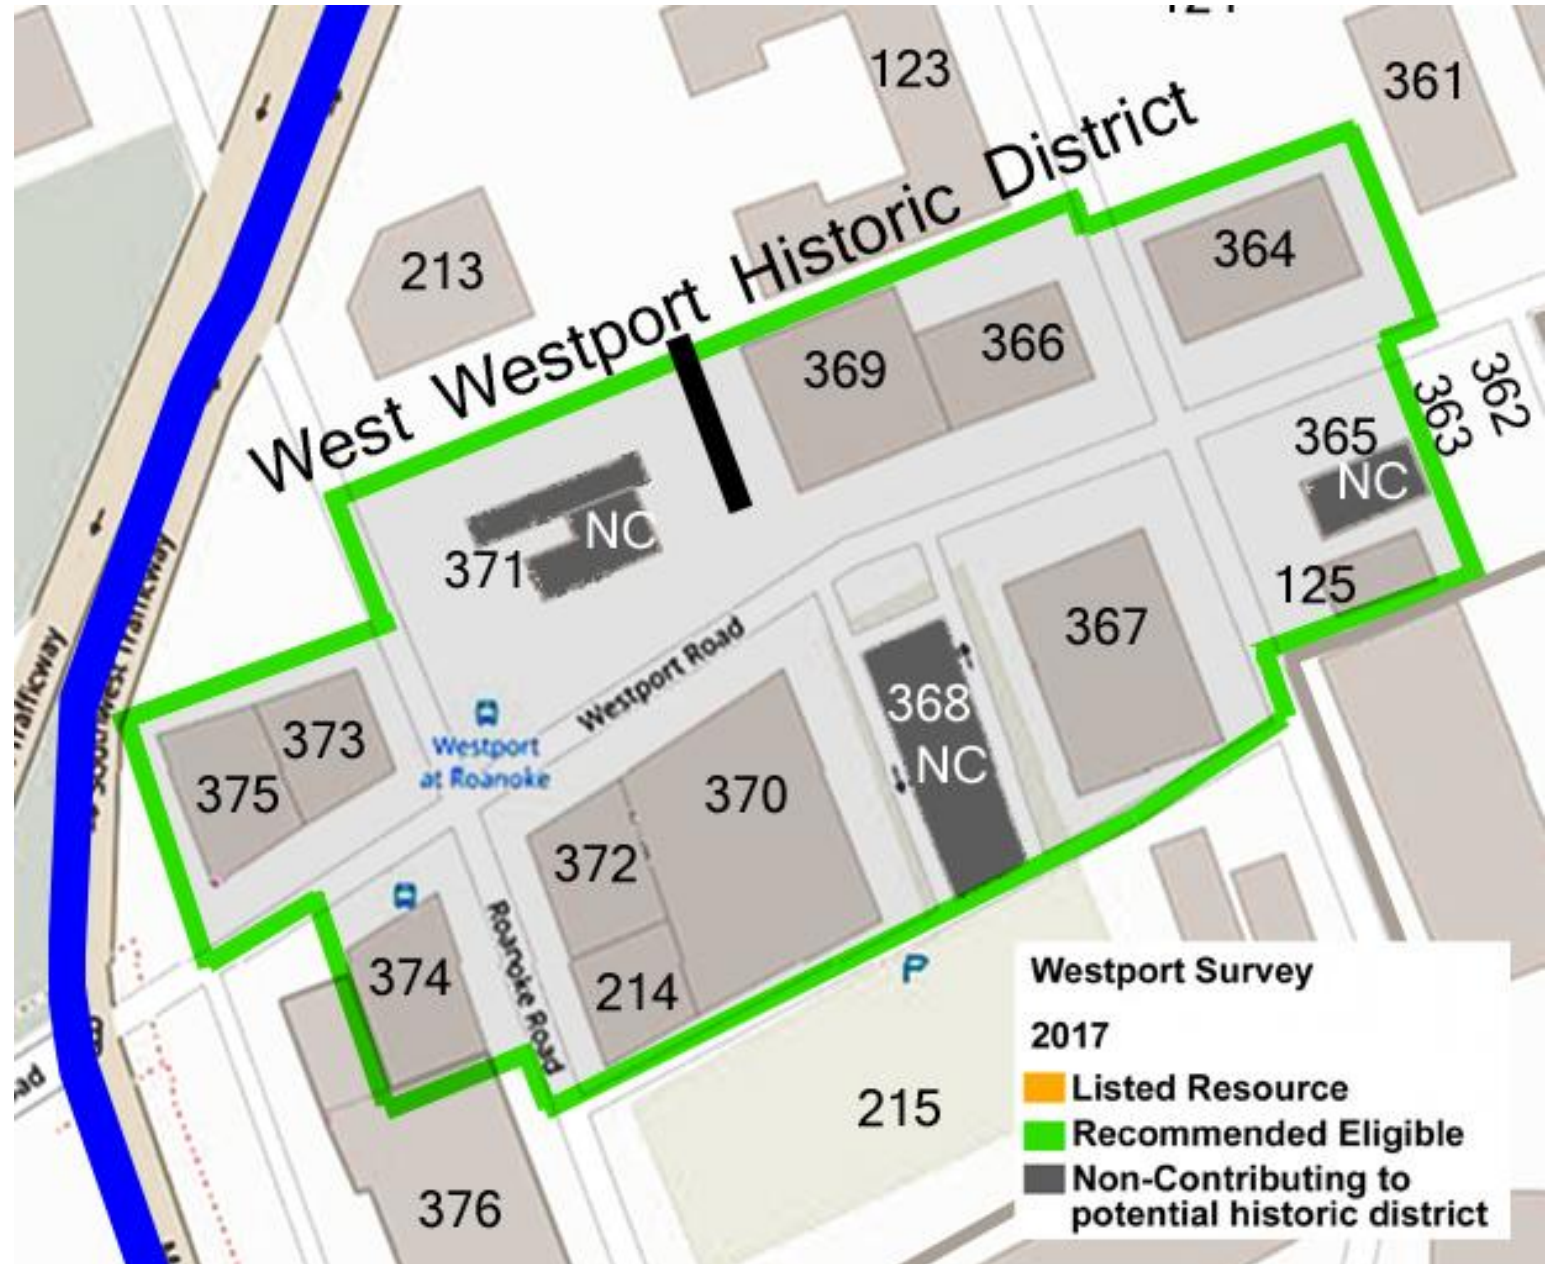 123
361
West Westport Historic District
213
364
369
366
362
363
365
NC
NC
371
125
367
Westport Road
368
NC
Westport
at Roanoke
373
375
370
372
374
214
Roanoke Road
P
215
376
Trafficway
Southwest Trafficway
Westport Survey
2017
Listed Resource
Recommended Eligible
Non-Contributing to
potential historic district